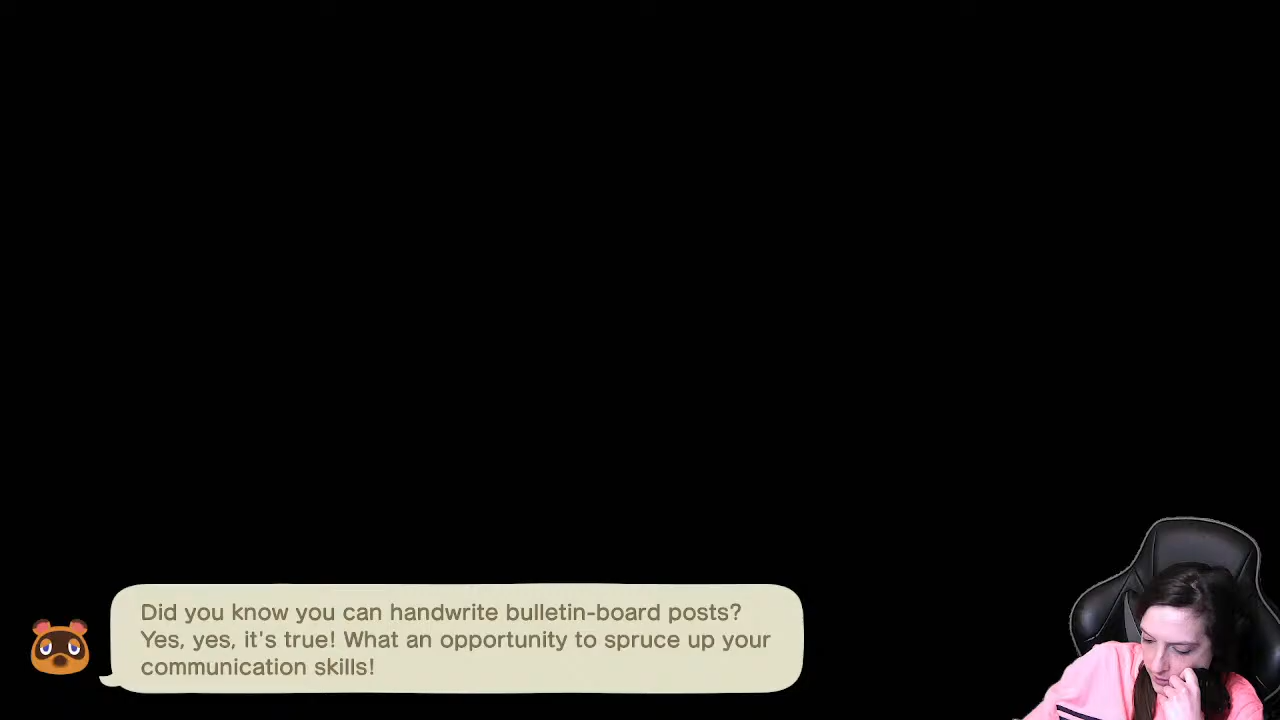 Did you know you can handwrite bulletin-board posts?
Yes, yes, it's true! What an opportunity to spruce up your
communication skills!